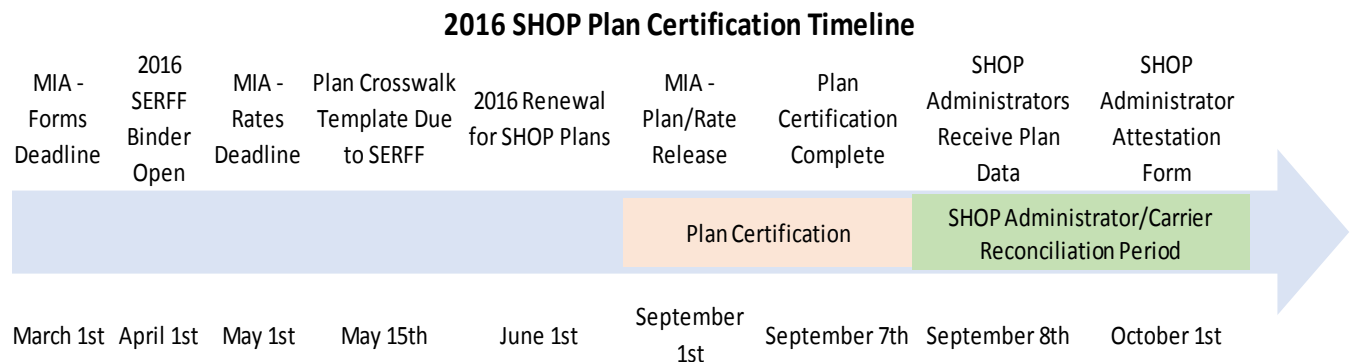 2016 SHOP Plan Certification Timeline
MIA -
Forms
Deadline
2016
SERFF
Binder
Open
MIA -
Rates
Deadline
Plan Crosswalk
Template Due
to SERFF
2016 Renewal
for SHOP Plans
MIA -
Plan/Rate
Release
Plan
Certification
Complete
SHOP
Administrators
Receive Plan
Data
SHOP
Administrator
Attestation
Form
Plan Certification
SHOP Administrator/Carrier
Reconciliation Period
March 1st
April 1st
May 1st
May 15th
June 1st
September
1st
September 7th
September 8th
October 1st